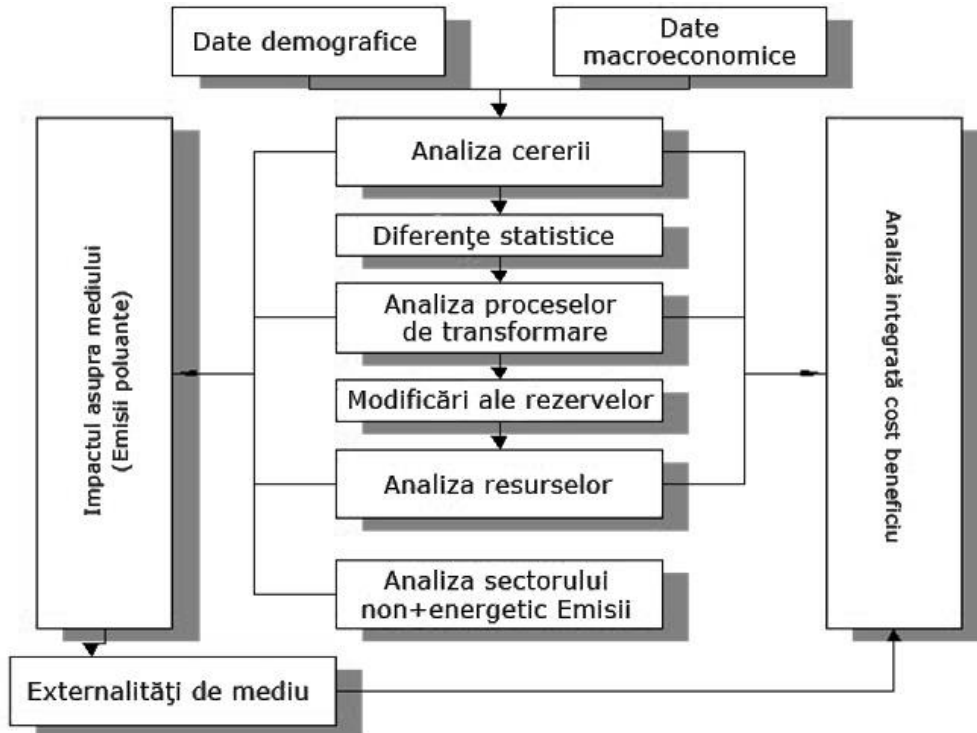 Date demografice
Date
macroeconomice
Impactul asupra mediului
(Emisii poluante)
Analiza cererii
Diferenţe statistice
Analiza proceselor
de transformare
Modificări ale rezervelor
Analiza resurselor
Analiza sectorului
non+energetic Emisii
Analiză integrată cost beneficiu
Externalităţi de mediu